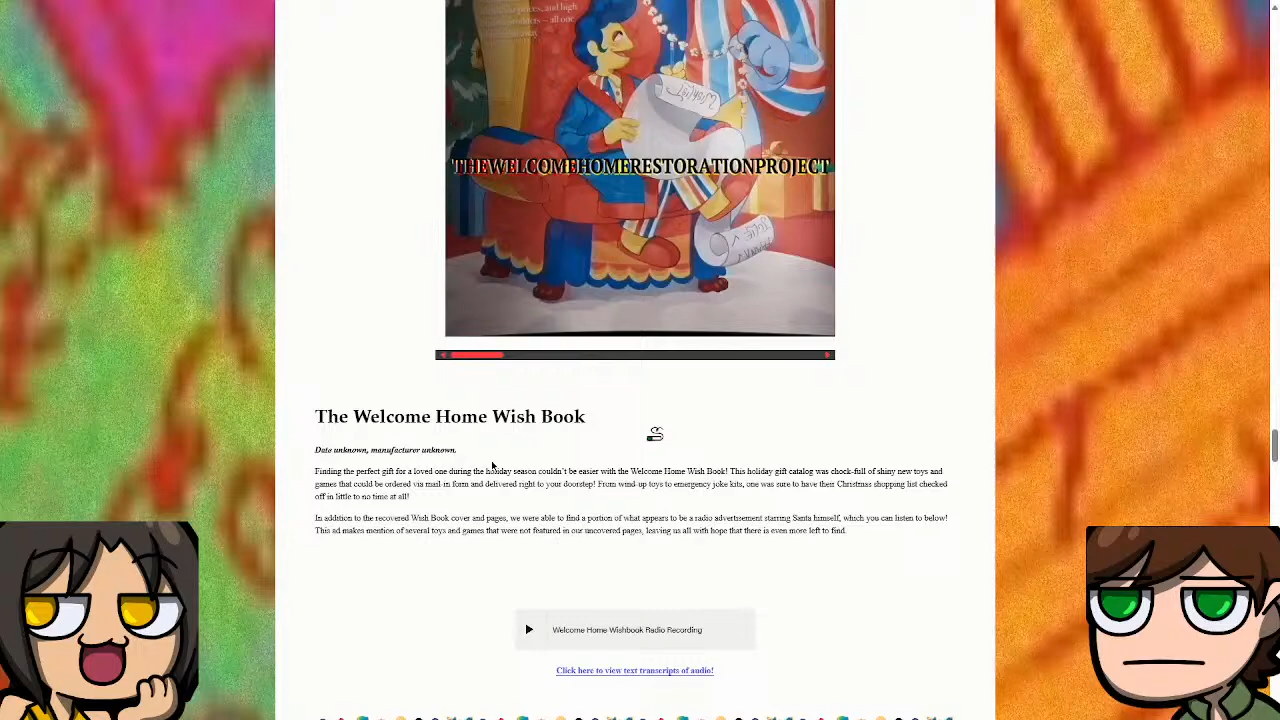 THEWELCOMEHOMERESTORATIONPROJECT
The Welcome Home Wish Book
Date unknown, manufacturer unknown.
Finding the perfect gift for a loved one during the holiday season couldn't be easier with the Welcome Home Wish Book! This holiday gift catalog was chock-full of shiny new toys and
games that could be ordered via mail-in form and delivered right to your doorstep! From wind-up toys to emergency joke kits, one was sure to have their Christmas shopping list checked
off in little to no time at all!
In addition to the recovered Wish Book cover and pages, we were able to find a portion of what appears to be a radio advertisement starring Santa himself, which you can listen to below!
This ad makes mention of several toys and games that were not featured in our uncovered pages, leaving us all with hope that there is even more left to find.
Welcome Home Wishbook Radio Recording
Click here to view text transcripts of audio!